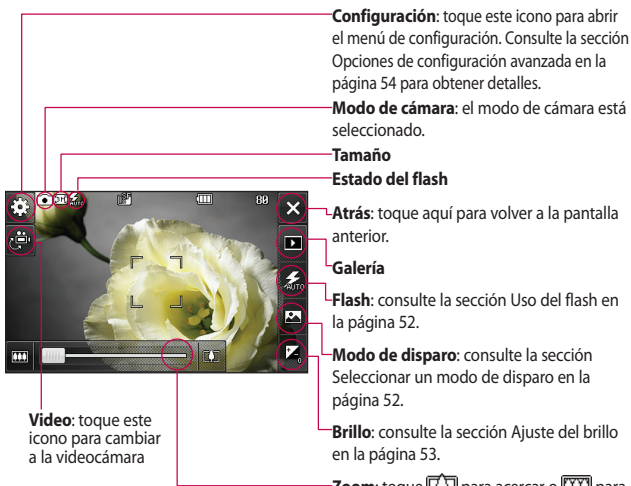 Configuración: toque este icono para abrir
el menú de configuración. Consulte la sección
Opciones de configuración avanzada en la
página 54 para obtener detalles.
Modo de cámara: el modo de cámara está
seleccionado.
Tamaño
Estado del flash
Atrás: toque aquí para volver a la pantalla
anterior.
Galería
Flash: consulte la sección Uso del flash en
la página 52.
Modo de disparo: consulte la sección
Seleccionar un modo de disparo en la
página 52.
Brillo: consulte la sección Ajuste del brillo
en la página 53.
Zoom: toque para acercar o para
AUTO
SF
80
AUTO
0
Video: toque este
icono para cambiar
a la videocámara